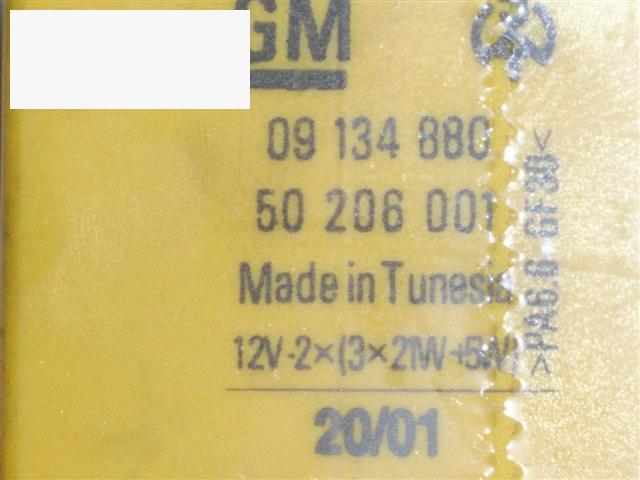 GM
09 134 880
50 206 001
Made in Tunesia
12V-2×(3×21W+5W)
20/01
>PA6.6 GF30<